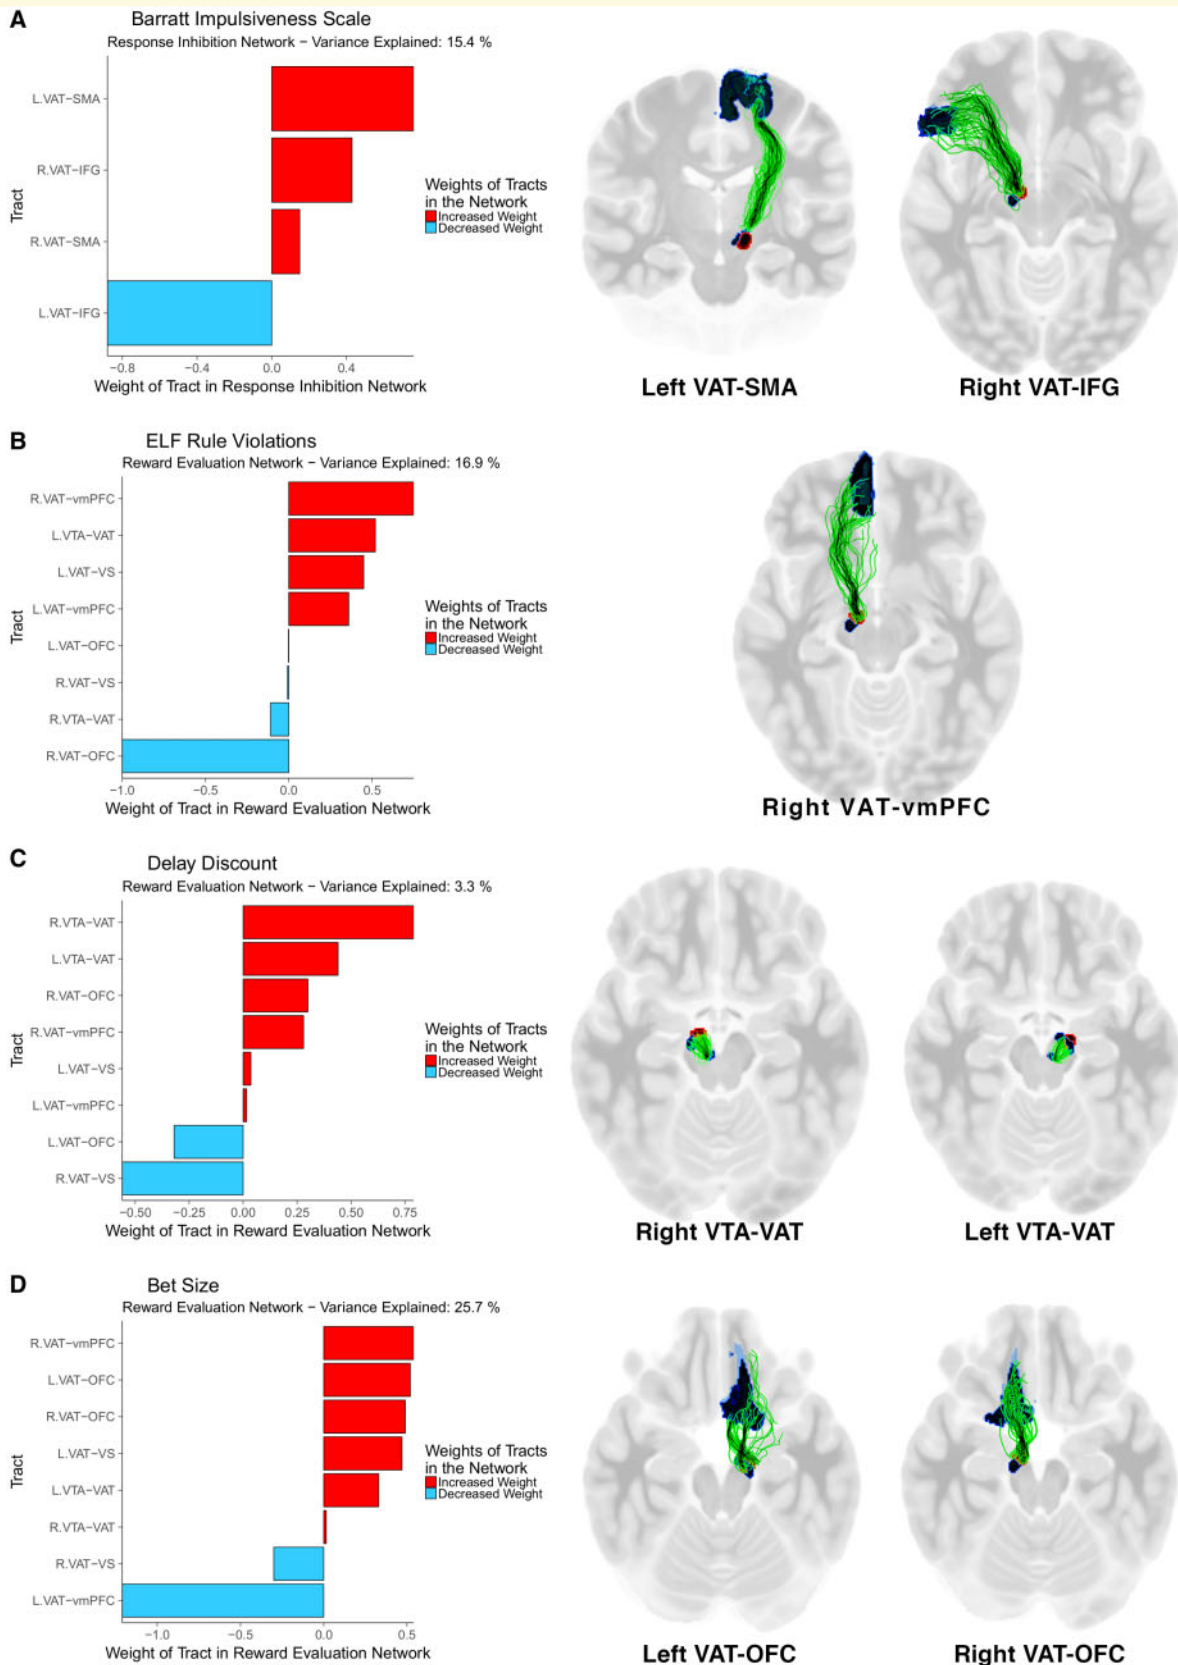 A
Barratt Impulsiveness Scale
Response Inhibition Network − Variance Explained: 15.4 %
Tract
L.VAT−SMA
R.VAT−IFG
R.VAT−SMA
L.VAT−IFG
−0.8 −0.4 0.0 0.4
Weight of Tract in Response Inhibition Network
Weights of Tracts
in the Network
Increased Weight
Decreased Weight
Left VAT-SMA
Right VAT-IFG
B
ELF Rule Violations
Reward Evaluation Network − Variance Explained: 16.9 %
Tract
R.VAT−vmPFC
L.VTA−VAT
L.VAT−VS
L.VAT−vmPFC
L.VAT−OFC
R.VAT−VS
R.VTA−VAT
R.VAT−OFC
−1.0 −0.5 0.0 0.5
Weight of Tract in Reward Evaluation Network
Weights of Tracts
in the Network
Increased Weight
Decreased Weight
Right VAT-vmPFC
C
Delay Discount
Reward Evaluation Network − Variance Explained: 3.3 %
Tract
R.VTA−VAT
L.VTA−VAT
R.VAT−OFC
R.VAT−vmPFC
L.VAT−VS
L.VAT−vmPFC
L.VAT−OFC
R.VAT−VS
−0.50 −0.25 0.00 0.25 0.50 0.75
Weight of Tract in Reward Evaluation Network
Weights of Tracts
in the Network
Increased Weight
Decreased Weight
Right VTA-VAT
Left VTA-VAT
D
Bet Size
Reward Evaluation Network − Variance Explained: 25.7 %
Tract
R.VAT−vmPFC
L.VAT−OFC
R.VAT−OFC
L.VAT−VS
L.VTA−VAT
R.VTA−VAT
R.VAT−VS
L.VAT−vmPFC
−1.0 −0.5 0.0 0.5
Weight of Tract in Reward Evaluation Network
Weights of Tracts
in the Network
Increased Weight
Decreased Weight
Left VAT-OFC
Right VAT-OFC